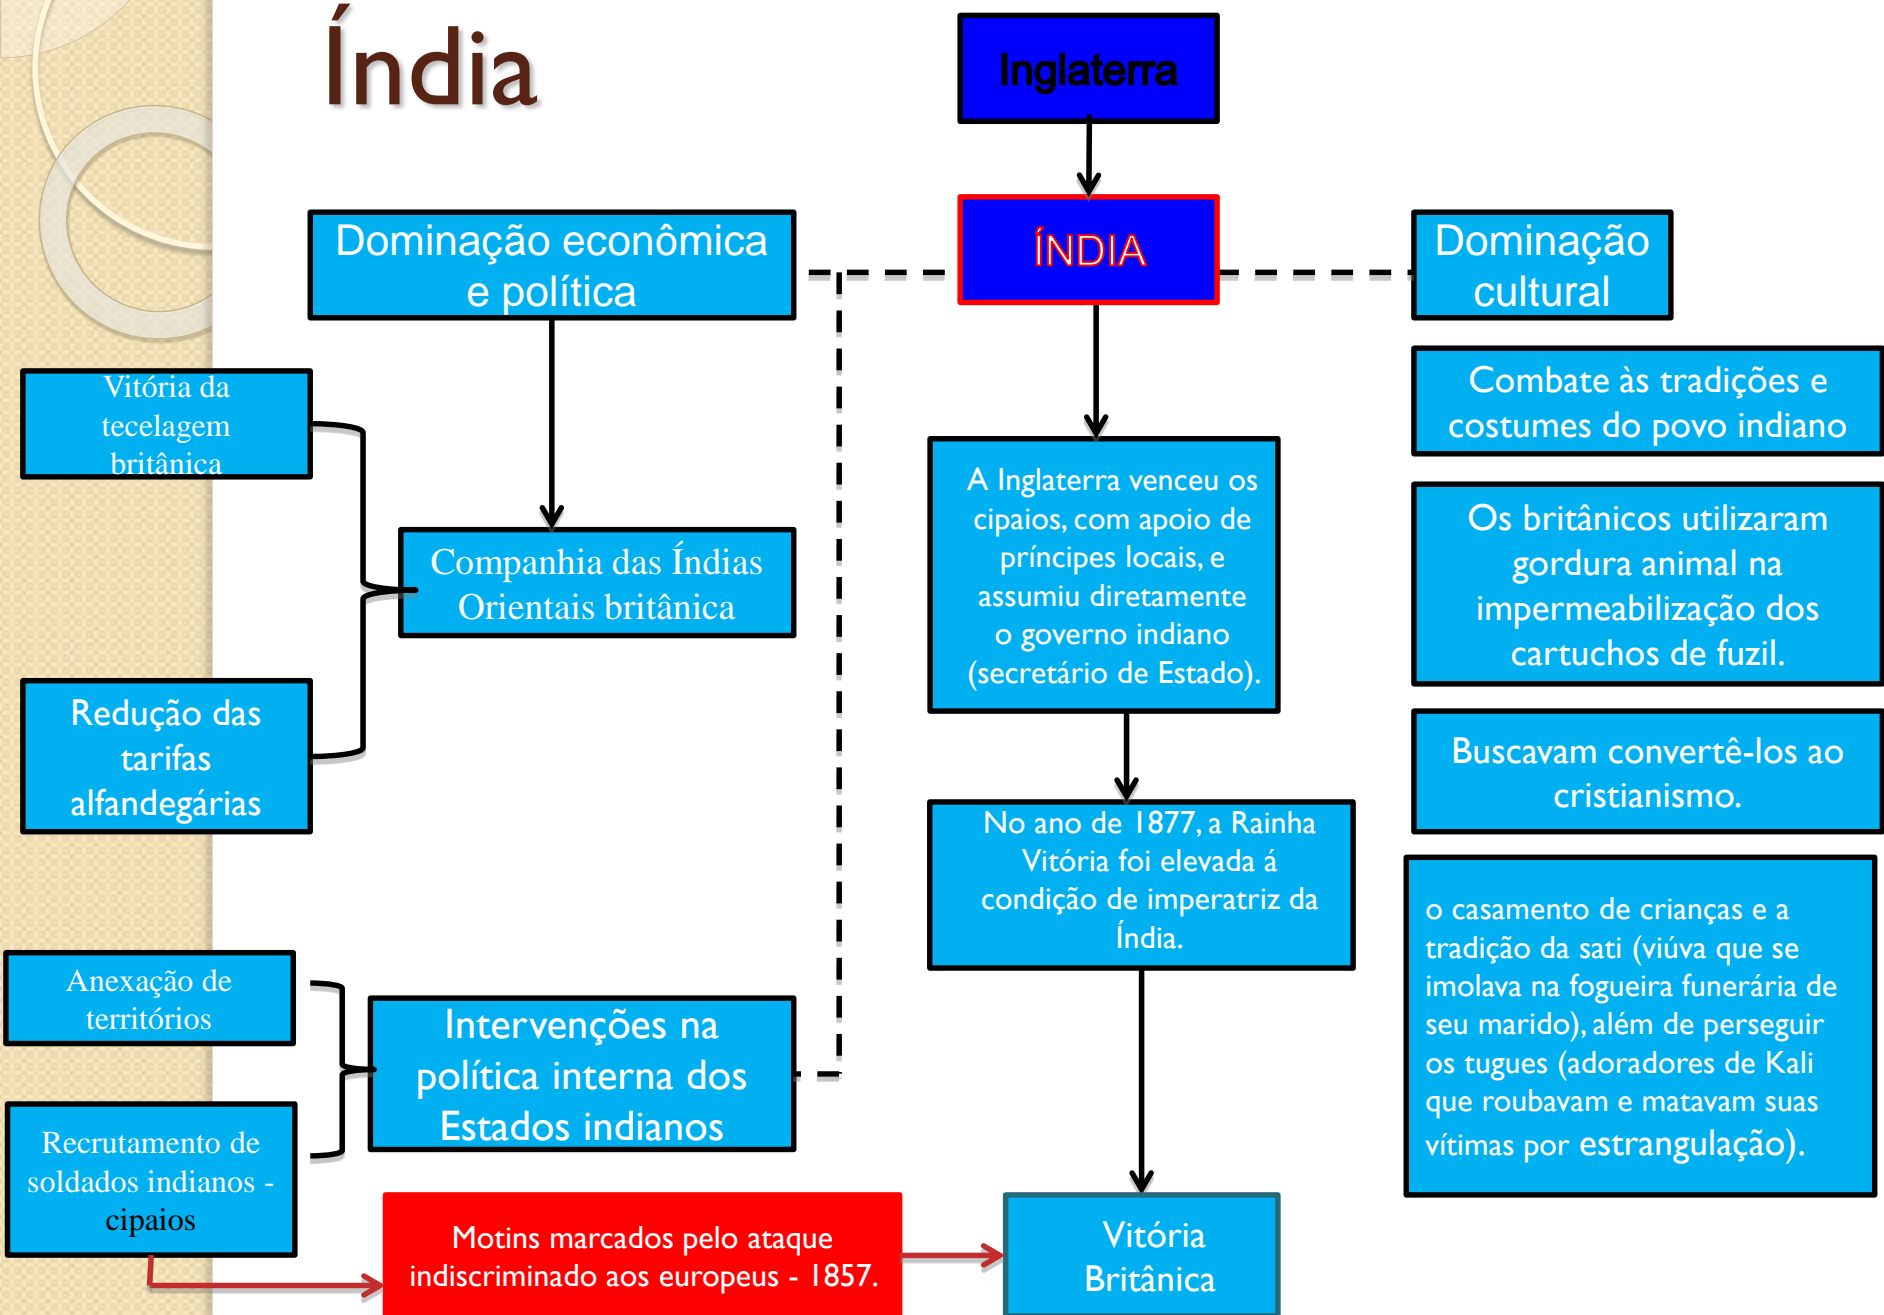 Índia
Inglaterra
ÍNDIA
Dominação econômica
e política
Dominação
cultural
Vitória da
tecelagem
britânica
Companhia das Índias
Orientais britânica
Redução das
tarifas
alfandegárias
Anexação de
territórios
Intervenções na
política interna dos
Estados indianos
Recrutamento de
soldados indianos -
cipaios
Motins marcados pelo ataque
indiscriminado aos europeus - 1857.
A Inglaterra venceu os
cipaios, com apoio de
príncipes locais, e
assumiu diretamente
o governo indiano
(secretário de Estado).
No ano de 1877, a Rainha
Vitória foi elevada á
condição de imperatriz da
Índia.
Vitória
Britânica
Combate às tradições e
costumes do povo indiano
Os britânicos utilizaram
gordura animal na
impermeabilização dos
cartuchos de fuzil.
Buscavam convertê-los ao
cristianismo.
o casamento de crianças e a
tradição da sati (viúva que se
imolava na fogueira funerária de
seu marido), além de perseguir
os tugues (adoradores de Kali
que roubavam e matavam suas
vítimas por estrangulação).